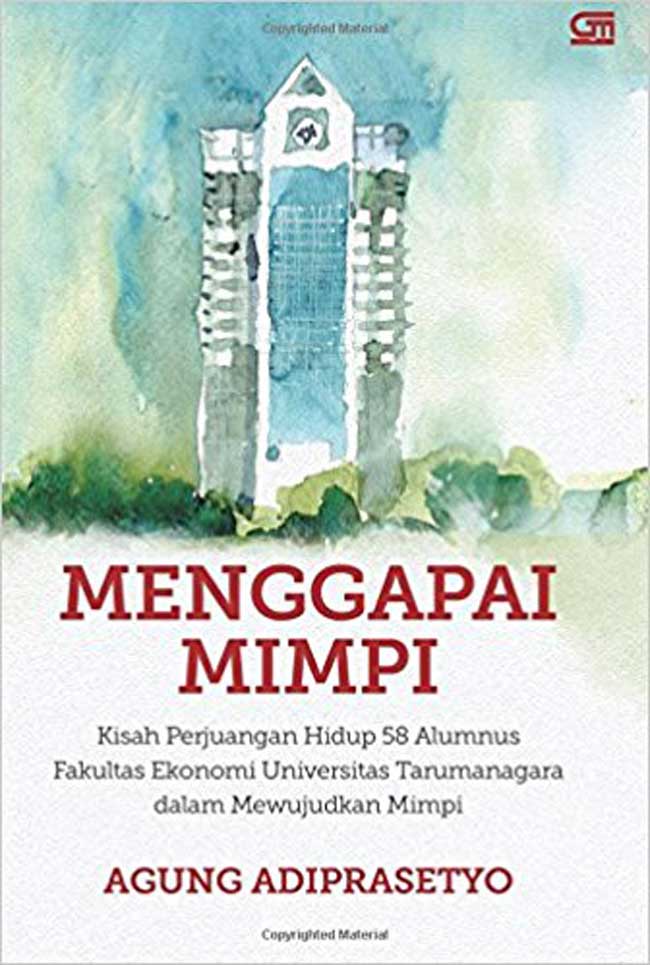 Copyrighted Material
GM
MENGGAPAI
MIMPI
Kisah Perjuangan Hidup 58 Alumnus
Fakultas Ekonomi Universitas Tarumanagara
dalam Mewujudkan Mimpi
AGUNG ADIPRASETYO
Copyrighted Material